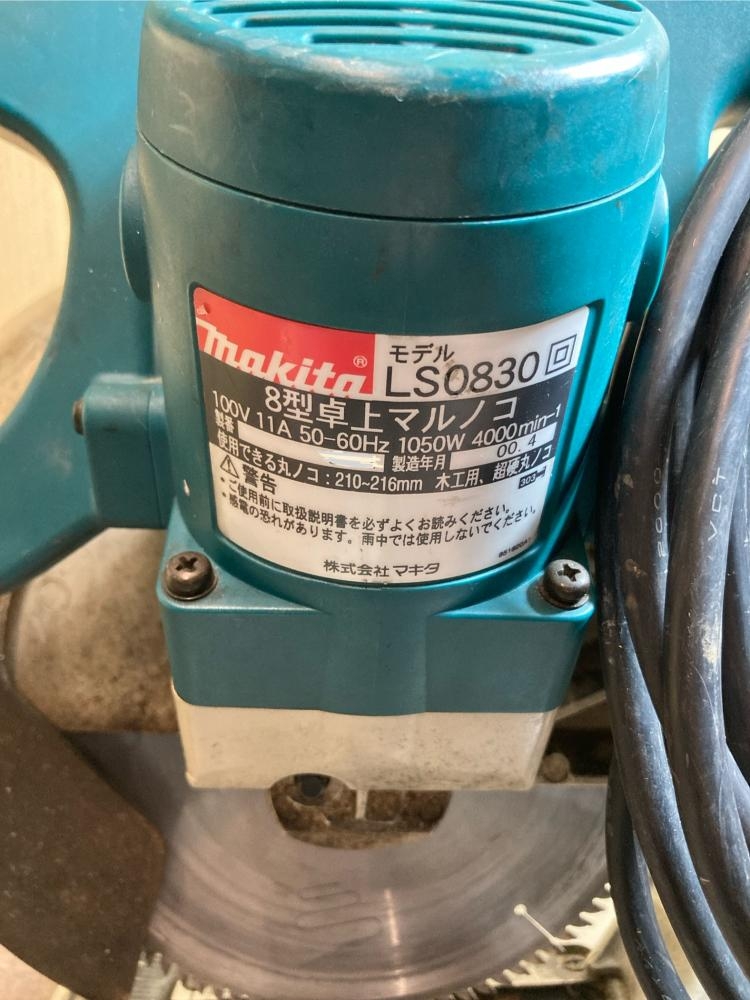 makita®
モデル
LS0830
8型卓上マルノコ
100V 11A 50-60Hz 1050W 4000min-1
製番 製造年月 00.4
使用できる丸ノコ:210~216mm 木工用、超硬丸ノコ
⚠警告
・ご使用前に取扱説明書を必ずよくお読みください。
・感電の恐れがあります。雨中では使用しないでください。
株式会社 マキタ
VCT